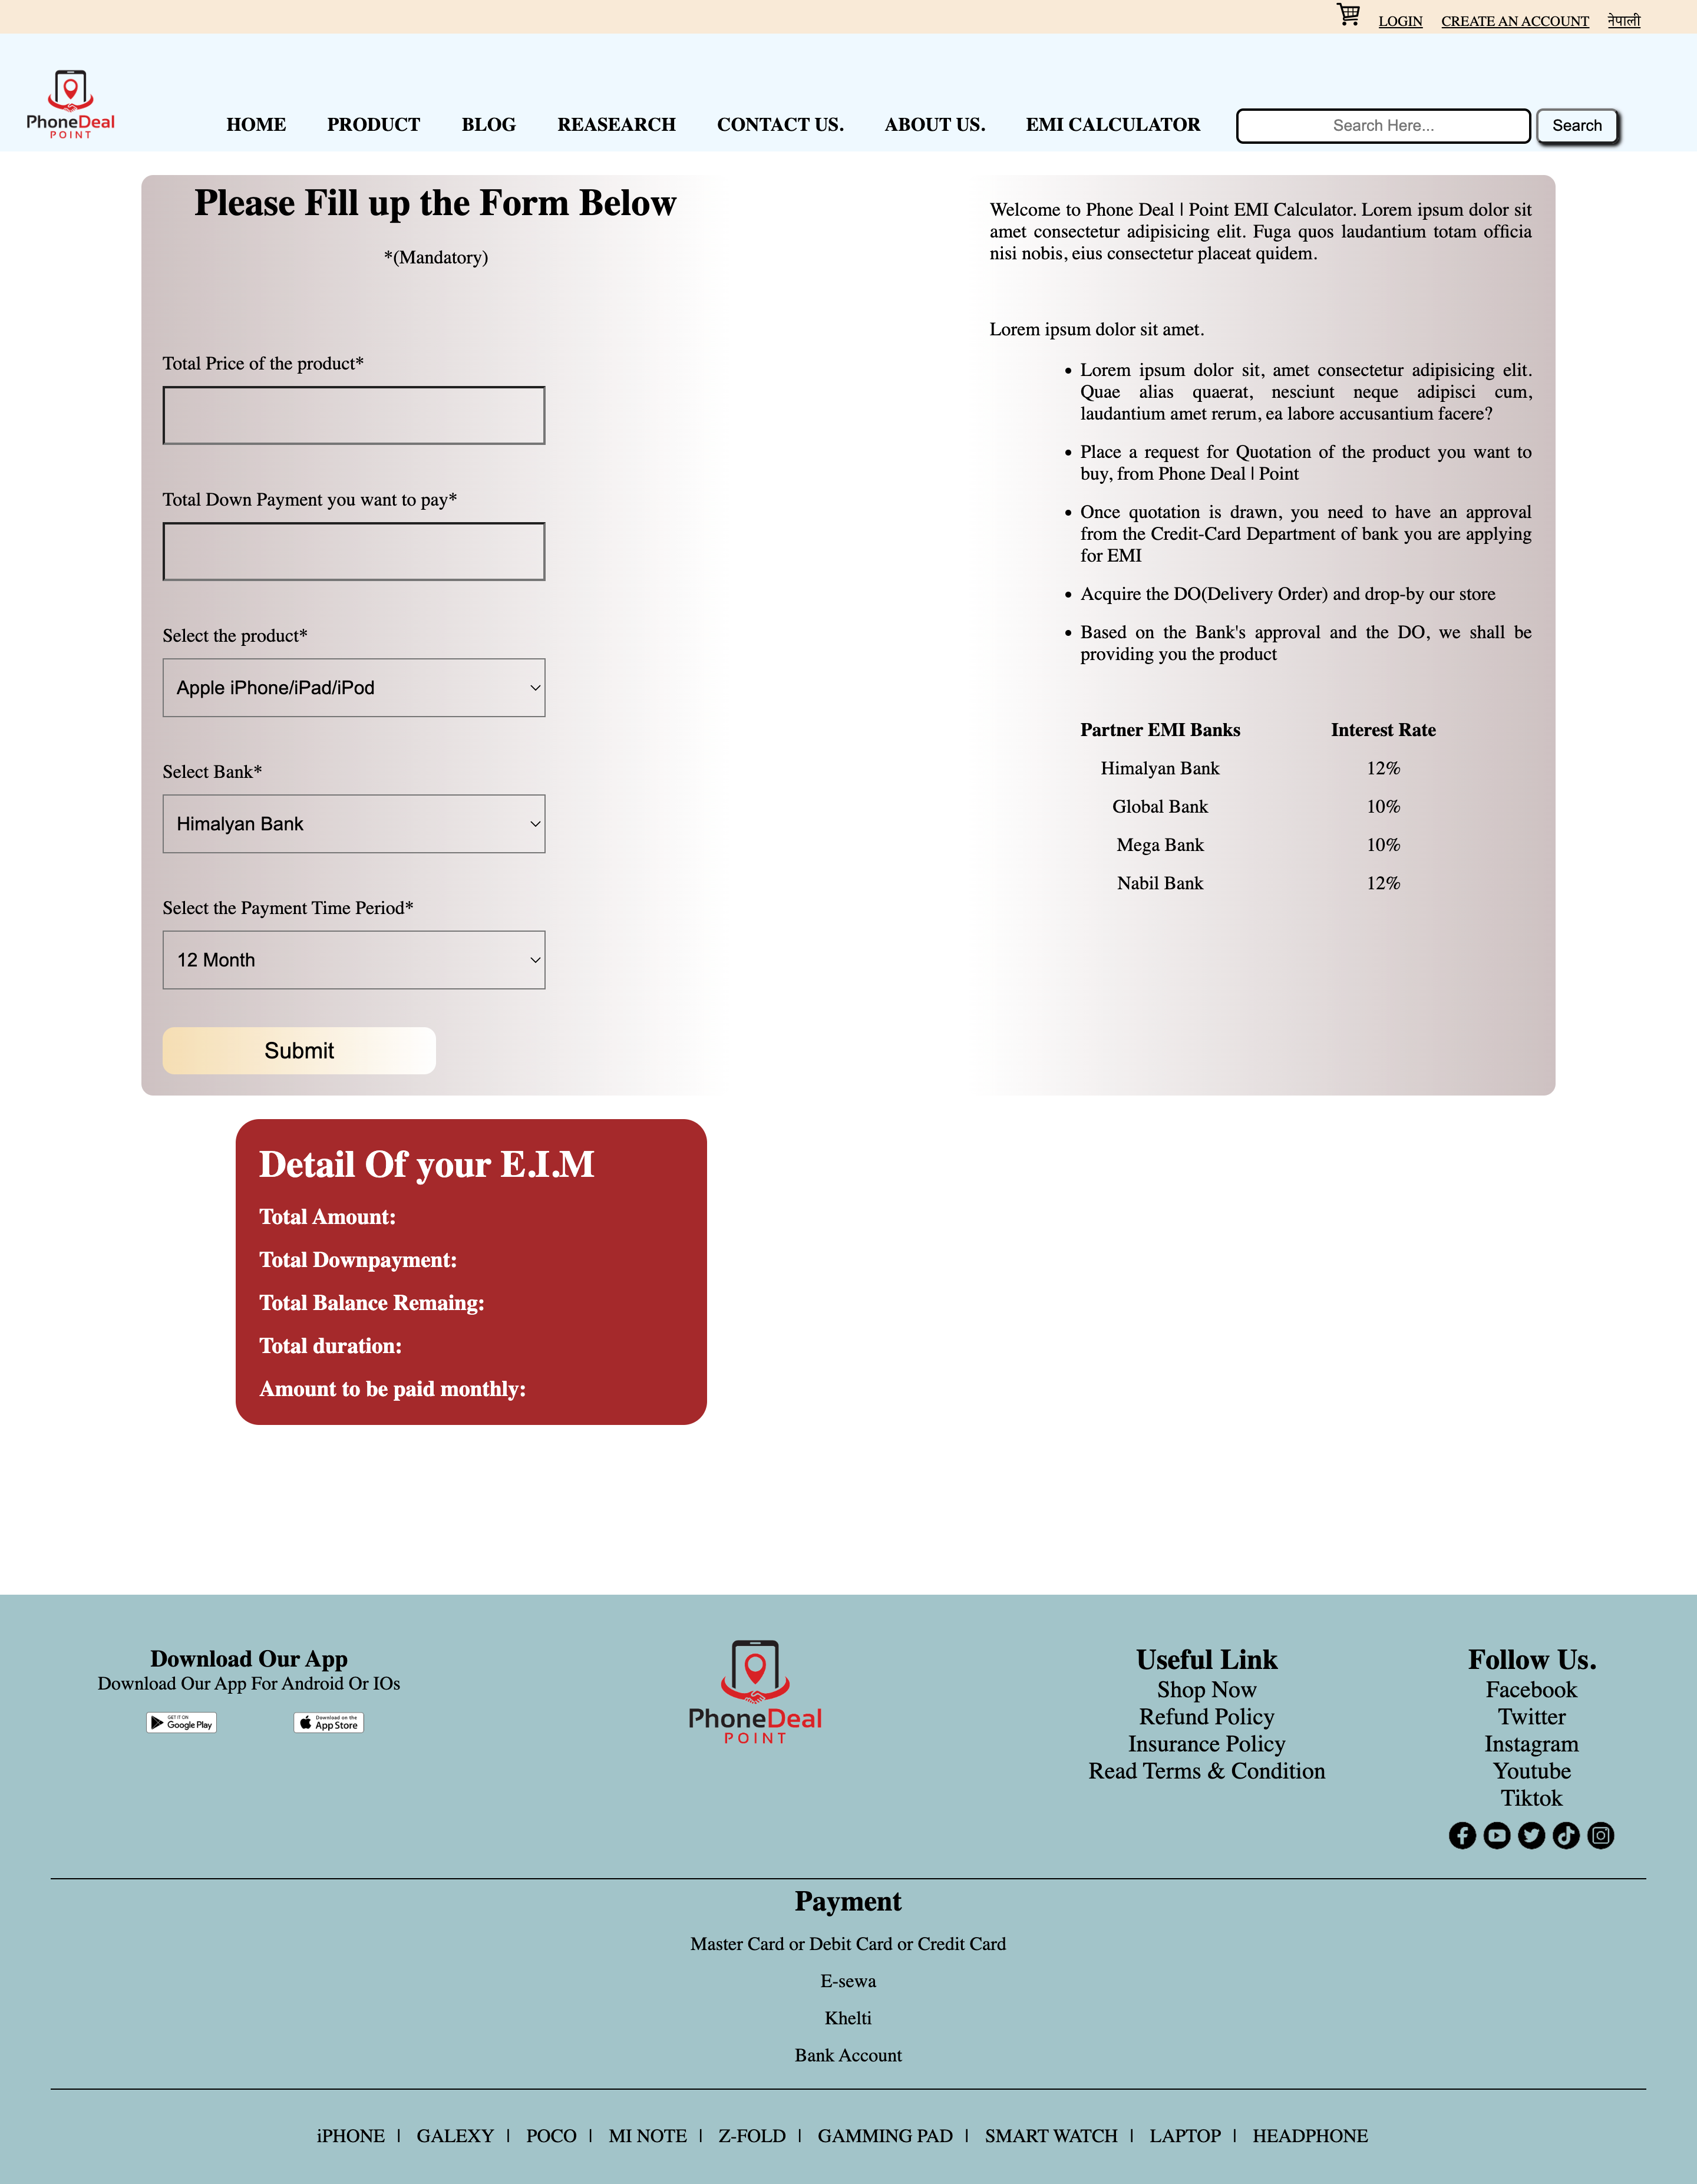 LOGIN CREATE AN ACCOUNT नेपाली
PhoneDeal
POINT
HOME PRODUCT BLOG REASEARCH CONTACT US. ABOUT US. EMI CALCULATOR Search Here... Search
Please Fill up the Form Below
*(Mandatory)
Total Price of the product*
Total Down Payment you want to pay*
Select the product*
Apple iPhone/iPad/iPod
Select Bank*
Himalyan Bank
Select the Payment Time Period*
12 Month
Submit
Welcome to Phone Deal | Point EMI Calculator. Lorem ipsum dolor sit
amet consectetur adipisicing elit. Fuga quos laudantium totam officia
nisi nobis, eius consectetur placeat quidem.
Lorem ipsum dolor sit amet.
• Lorem ipsum dolor sit, amet consectetur adipisicing elit.
Quae alias quaerat, nesciunt neque adipisci cum,
laudantium amet rerum, ea labore accusantium facere?
• Place a request for Quotation of the product you want to
buy, from Phone Deal | Point
• Once quotation is drawn, you need to have an approval
from the Credit-Card Department of bank you are applying
for EMI
• Acquire the DO(Delivery Order) and drop-by our store
• Based on the Bank's approval and the DO, we shall be
providing you the product
Partner EMI Banks Interest Rate
Himalyan Bank 12%
Global Bank 10%
Mega Bank 10%
Nabil Bank 12%
Detail Of your E.I.M
Total Amount:
Total Downpayment:
Total Balance Remaing:
Total duration:
Amount to be paid monthly:
Download Our App
Download Our App For Android Or IOs
GET IT ON
Google Play
Download on the
App Store
PhoneDeal
POINT
Useful Link
Shop Now
Refund Policy
Insurance Policy
Read Terms & Condition
Follow Us.
Facebook
Twitter
Instagram
Youtube
Tiktok
Payment
Master Card or Debit Card or Credit Card
E-sewa
Khelti
Bank Account
iPHONE | GALEXY | POCO | MI NOTE | Z-FOLD | GAMMING PAD | SMART WATCH | LAPTOP | HEADPHONE